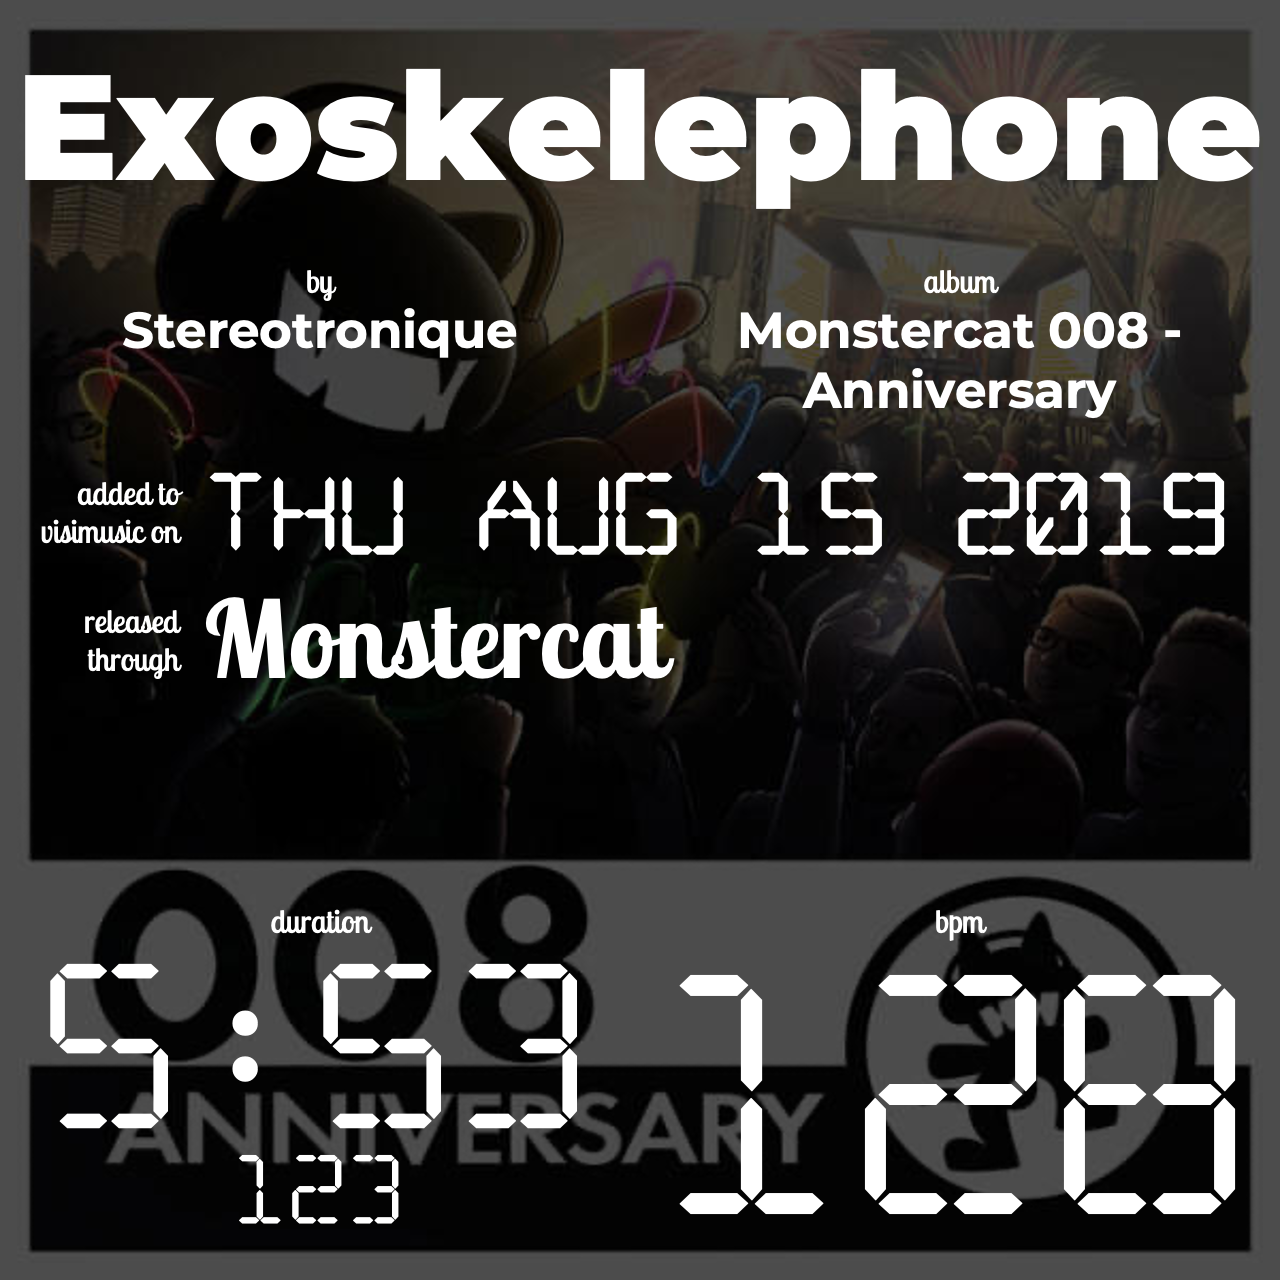 Exoskelephone
by
Stereotronique
album
Monstercat 008 -
Anniversary
added to
visimusic on
THU AUG 15 2019
released
through
Monstercat
008
ANNIVERSARY
duration
5:53
123
bpm
128